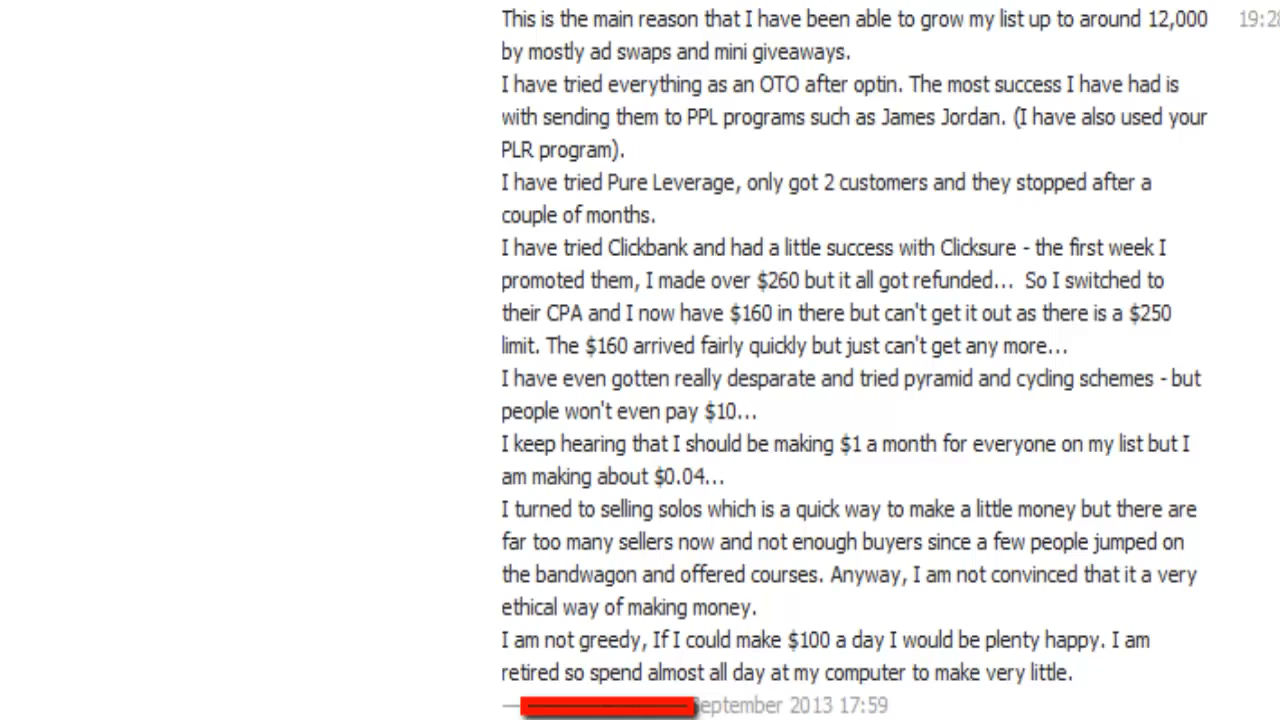 This is the main reason that I have been able to grow my list up to around 12,000 19:28
by mostly ad swaps and mini giveaways.
I have tried everything as an OTO after optin. The most success I have had is
with sending them to PPL programs such as James Jordan. (I have also used your
PLR program).
I have tried Pure Leverage, only got 2 customers and they stopped after a
couple of months.
I have tried Clickbank and had a little success with Clicksure - the first week I
promoted them, I made over $260 but it all got refunded... So I switched to
their CPA and I now have $160 in there but can't get it out as there is a $250
limit. The $160 arrived fairly quickly but just can't get any more...
I have even gotten really desparate and tried pyramid and cycling schemes - but
people won't even pay $10...
I keep hearing that I should be making $1 a month for everyone on my list but I
am making about $0.04...
I turned to selling solos which is a quick way to make a little money but there are
far too many sellers now and not enough buyers since a few people jumped on
the bandwagon and offered courses. Anyway, I am not convinced that it a very
ethical way of making money.
I am not greedy, If I could make $100 a day I would be plenty happy. I am
retired so spend almost all day at my computer to make very little.
— eptember 2013 17:59